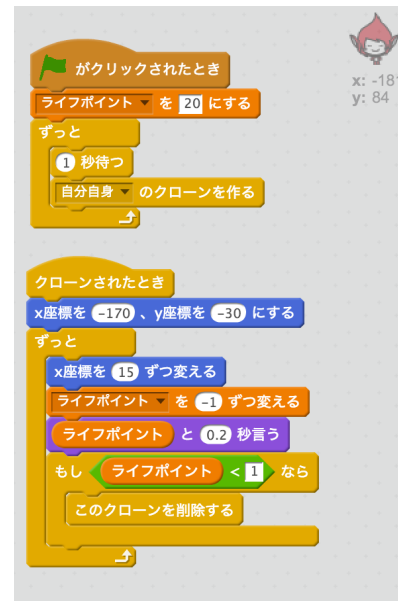 がクリックされたとき
ライフポイント を 20 にする
ずっと
1 秒待つ
自分自身 のクローンを作る
クローンされたとき
x座標を -170 、y座標を -30 にする
ずっと
x座標を 15 ずつ変える
ライフポイント を -1 ずつ変える
ライフポイント と 0.2 秒言う
もし ライフポイント < 1 なら
このクローンを削除する
x: -181
y: 84